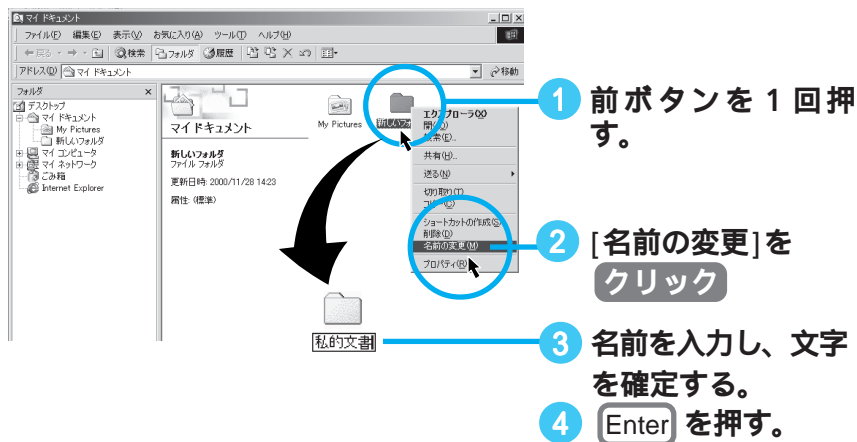 マイ ドキュメント
ファイル(F) 編集(E) 表示(V) お気に入り(A) ツール(T) ヘルプ(H)
戻る 検索 フォルダ 履歴
アドレス(D) マイ ドキュメント 移動
フォルダ
デスクトップ
マイ ドキュメント
My Pictures
新しいフォルダ
マイ コンピュータ
マイ ネットワーク
ごみ箱
Internet Explorer
マイ ドキュメント
新しいフォルダ
ファイル フォルダ
更新日時: 2000/11/28 14:23
属性: (標準)
My Pictures
エクスプローラ(X)
開く(O)
検索(E)...
共有(H)...
送る(N)
切り取り(T)
コピー(C)
ショートカットの作成(S)
削除(D)
名前の変更(M)
プロパティ(R)
私的文書
1 前ボタンを1回押
す。
2 [名前の変更]を
クリック
3 名前を入力し、文字
を確定する。
4 Enter を押す。